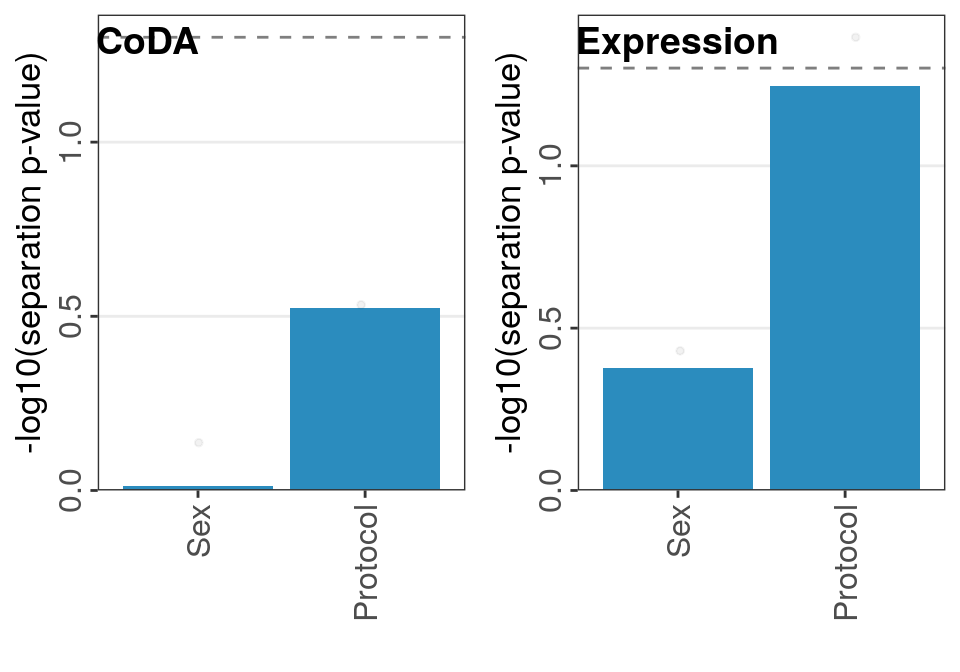 CoDA
-log10(separation p-value)
1.0
0.5
0.0
Sex
Protocol
Expression
-log10(separation p-value)
1.0
0.5
0.0
Sex
Protocol